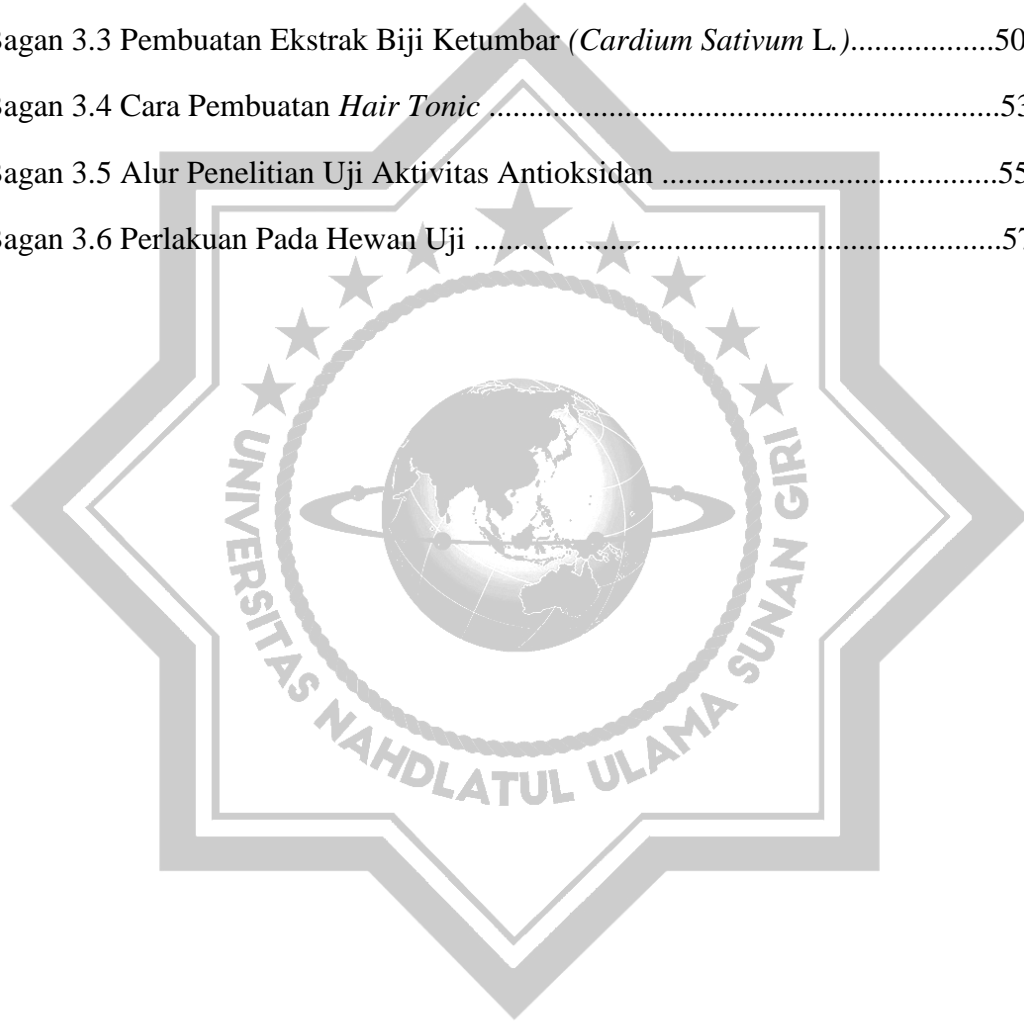 agan 3.3 Pembuatan Ekstrak Biji Ketumbar (Cardium Sativum L.)..................50
agan 3.4 Cara Pembuatan Hair Tonic ................................................................53
agan 3.5 Alur Penelitian Uji Aktivitas Antioksidan ..........................................55
agan 3.6 Perlakuan Pada Hewan Uji ..................................................................57
UNIVERSITAS NAHDLATUL ULAMA SUNAN GIRI